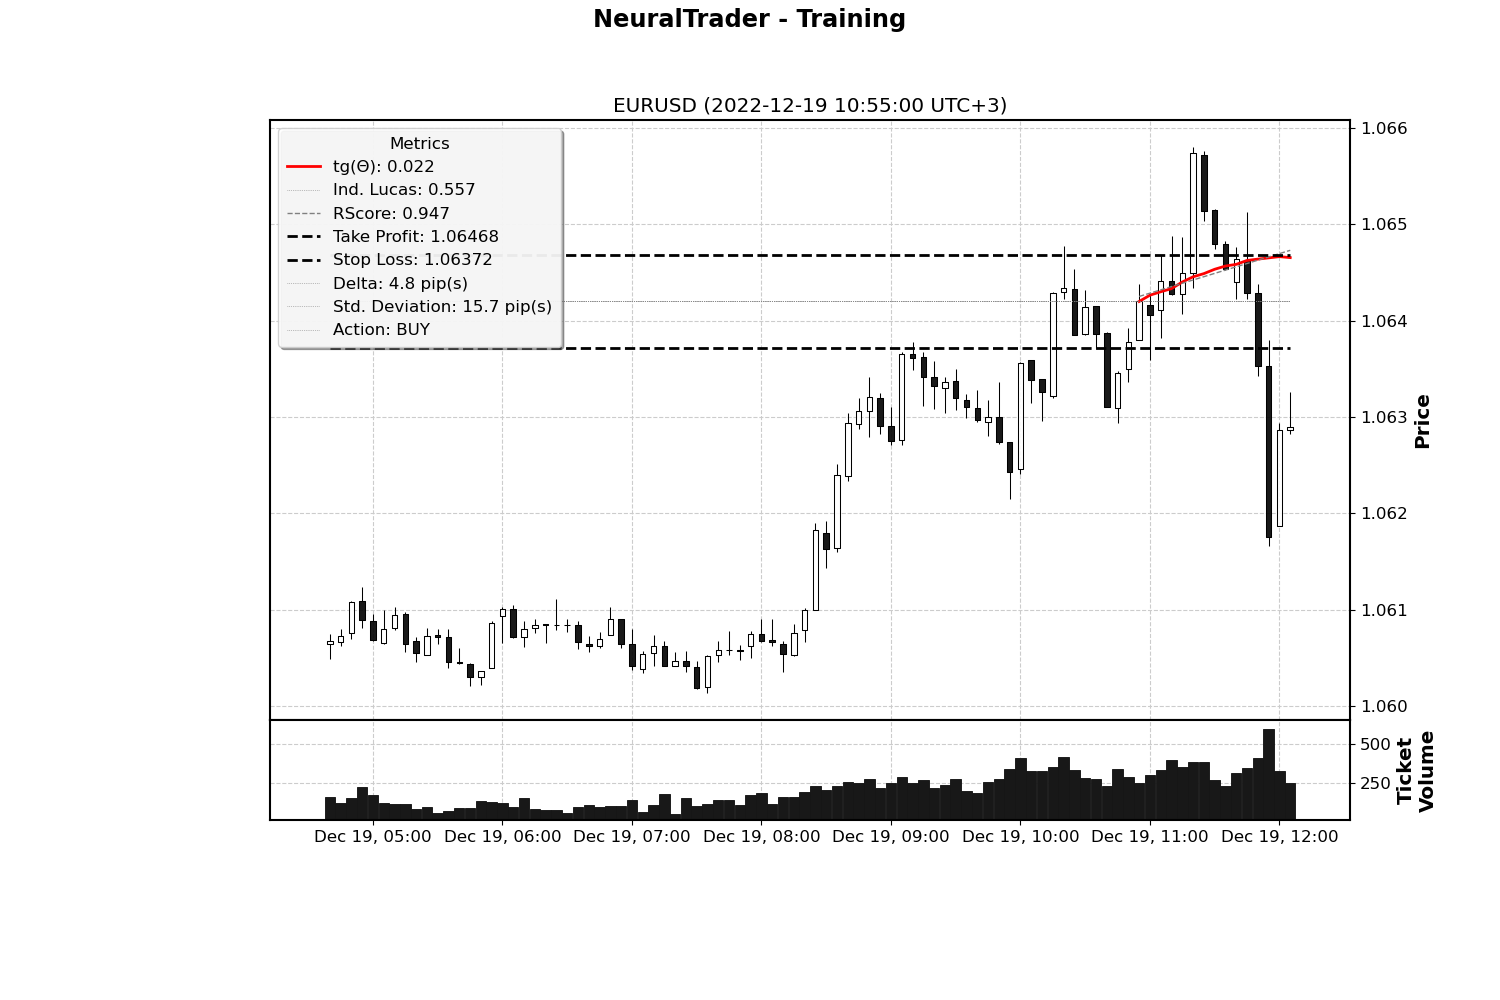 NeuralTrader - Training
EURUSD (2022-12-19 10:55:00 UTC+3)
Metrics
tg(Θ): 0.022
Ind. Lucas: 0.557
RScore: 0.947
Take Profit: 1.06468
Stop Loss: 1.06372
Delta: 4.8 pip(s)
Std. Deviation: 15.7 pip(s)
Action: BUY
1.066
1.065
1.064
1.063
1.062
1.061
1.060
Price
500
250
Ticket
Volume
Dec 19, 05:00 Dec 19, 06:00 Dec 19, 07:00 Dec 19, 08:00 Dec 19, 09:00 Dec 19, 10:00 Dec 19, 11:00 Dec 19, 12:00